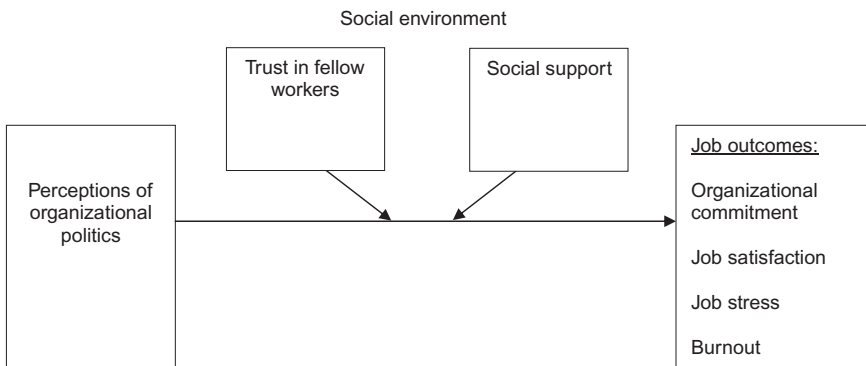 Social environment
Trust in fellow
workers
Social support
Perceptions of
organizational
politics
Job outcomes:
Organizational
commitment
Job satisfaction
Job stress
Burnout